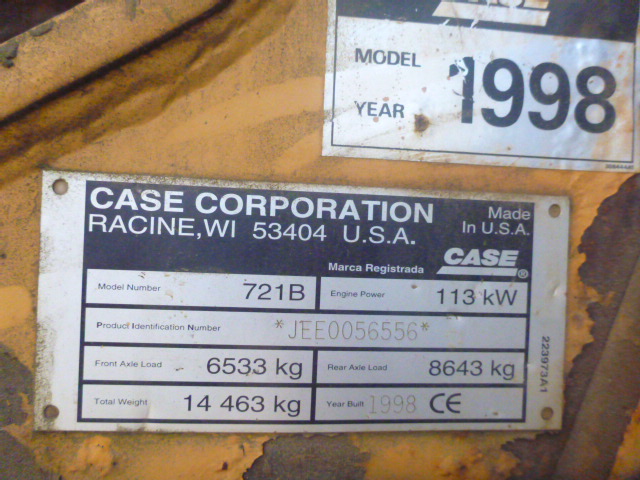 CASE
MODEL
YEAR 1998
CASE CORPORATION
RACINE, WI 53404 U.S.A.
Made
In U.S.A.
Marca Registrada CASE ®
Model Number 721B Engine Power 113 kW
Product Identification Number *JEE0056556*
Front Axle Load 6533 kg Rear Axle Load 8643 kg
Total Weight. 14 463 kg Year Built 1998 CE
223973A1